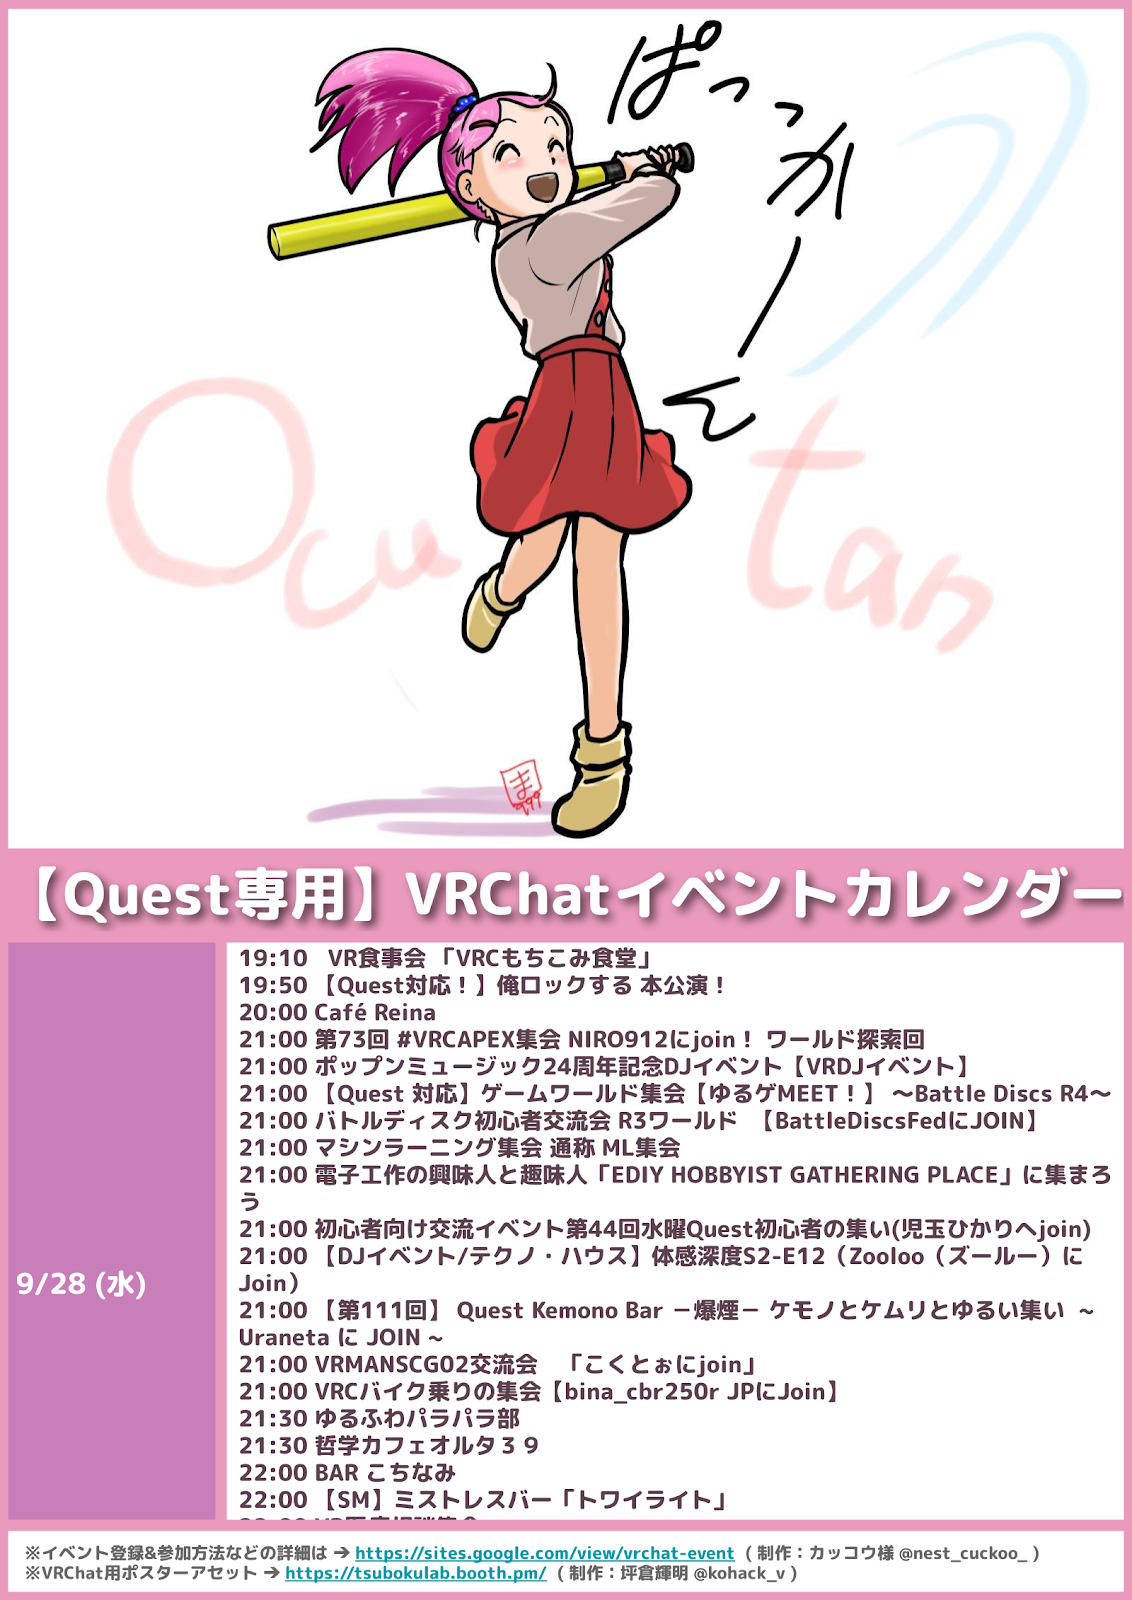 ぱっっかーん
Ocu tan
ま
999
【Quest専用】VRChatイベントカレンダー
9/28 (水)
19:10　VR食事会 「VRCもちこみ食堂」
19:50 【Quest対応！】俺ロックする 本公演！
20:00 Café Reina
21:00 第73回 #VRCAPEX集会 NIRO912にjoin！ ワールド探索回
21:00 ポップンミュージック24周年記念DJイベント【VRDJイベント】
21:00 【Quest 対応】ゲームワールド集会【ゆるゲMEET！】 ～Battle Discs R4～
21:00 バトルディスク初心者交流会 R3ワールド　【BattleDiscsFedにJOIN】
21:00 マシンラーニング集会 通称 ML集会
21:00 電子工作の興味人と趣味人「EDIY HOBBYIST GATHERING PLACE」に集まろ
う
21:00 初心者向け交流イベント第44回水曜Quest初心者の集い(児玉ひかりへjoin)
21:00 【DJイベント/テクノ・ハウス】体感深度S2-E12（Zooloo（ズールー）に
Join）
21:00 【第111回】 Quest Kemono Bar －爆煙－ ケモノとケムリとゆるい集い ~
Uraneta に JOIN ~
21:00 VRMANSCG02交流会　「こくとぉにjoin」
21:00 VRCバイク乗りの集会【bina_cbr250r JPにJoin】
21:30 ゆるふわパラパラ部
21:30 哲学カフェオルタ３９
22:00 BAR こちなみ
22:00 【SM】ミストレスバー「トワイライト」
※イベント登録&参加方法などの詳細は ➔ https://sites.google.com/view/vrchat-event ( 制作：カッコウ様 @nest_cuckoo_ )
※VRChat用ポスターアセット ➔ https://tsubokulab.booth.pm/ ( 制作：坪倉輝明 @kohack_v )